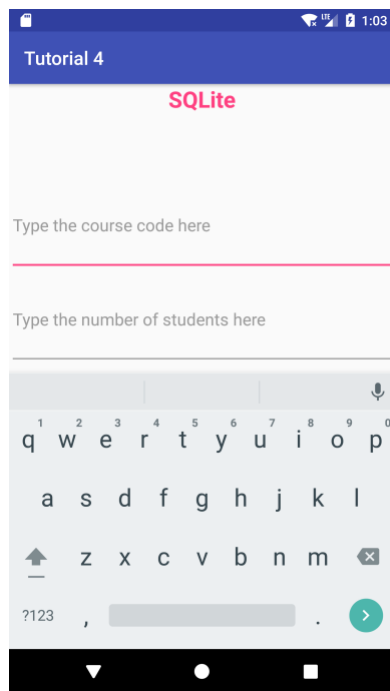 LTE 1:03
Tutorial 4
SQLite
Type the course code here
Type the number of students here
1 2 3 4 5 6 7 8 9 0
q w e r t y u i o p
a s d f g h j k l
z x c v b n m
?123 , .